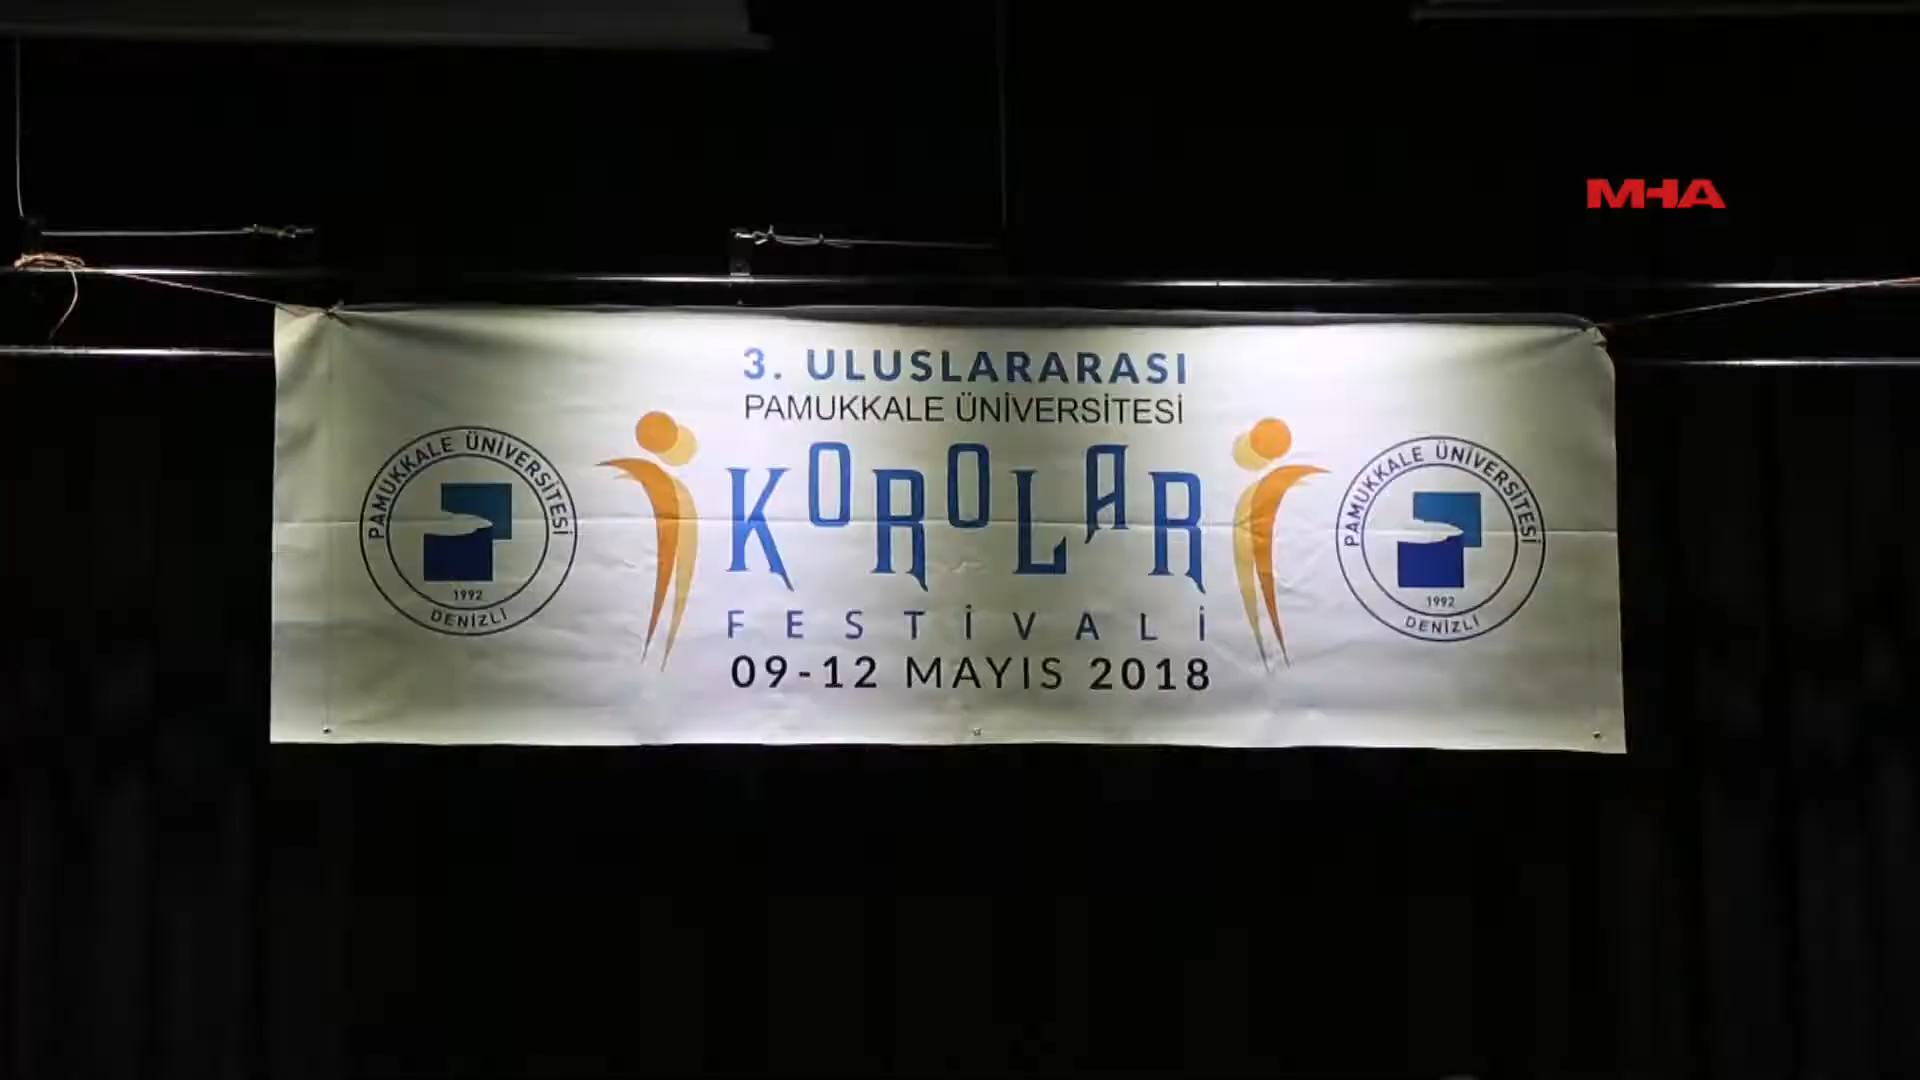 MHA
3. ULUSLARARASI
PAMUKKALE ÜNİVERSİTESİ
KOROLAR
FESTİVALİ
09-12 MAYIS 2018
PAMUKKALE ÜNİVERSİTESİ
1992
DENİZLİ
PAMUKKALE ÜNİVERSİTESİ
1992
DENİZLİ